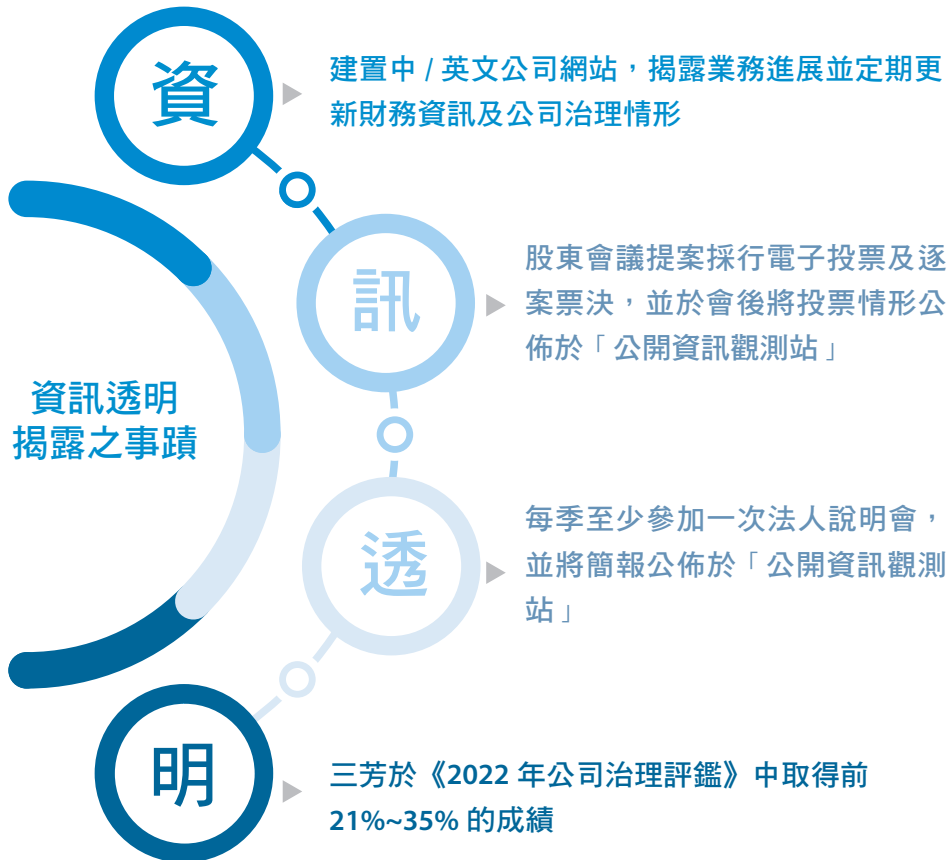 資
建置中 / 英文公司網站，揭露業務進展並定期更
新財務資訊及公司治理情形
訊
股東會議提案採行電子投票及逐
案票決，並於會後將投票情形公
佈於「公開資訊觀測站」
資訊透明
揭露之事蹟
透
每季至少參加一次法人說明會，
並將簡報公佈於「公開資訊觀測
站」
明
三芳於《2022 年公司治理評鑑》中取得前
21%~35% 的成績